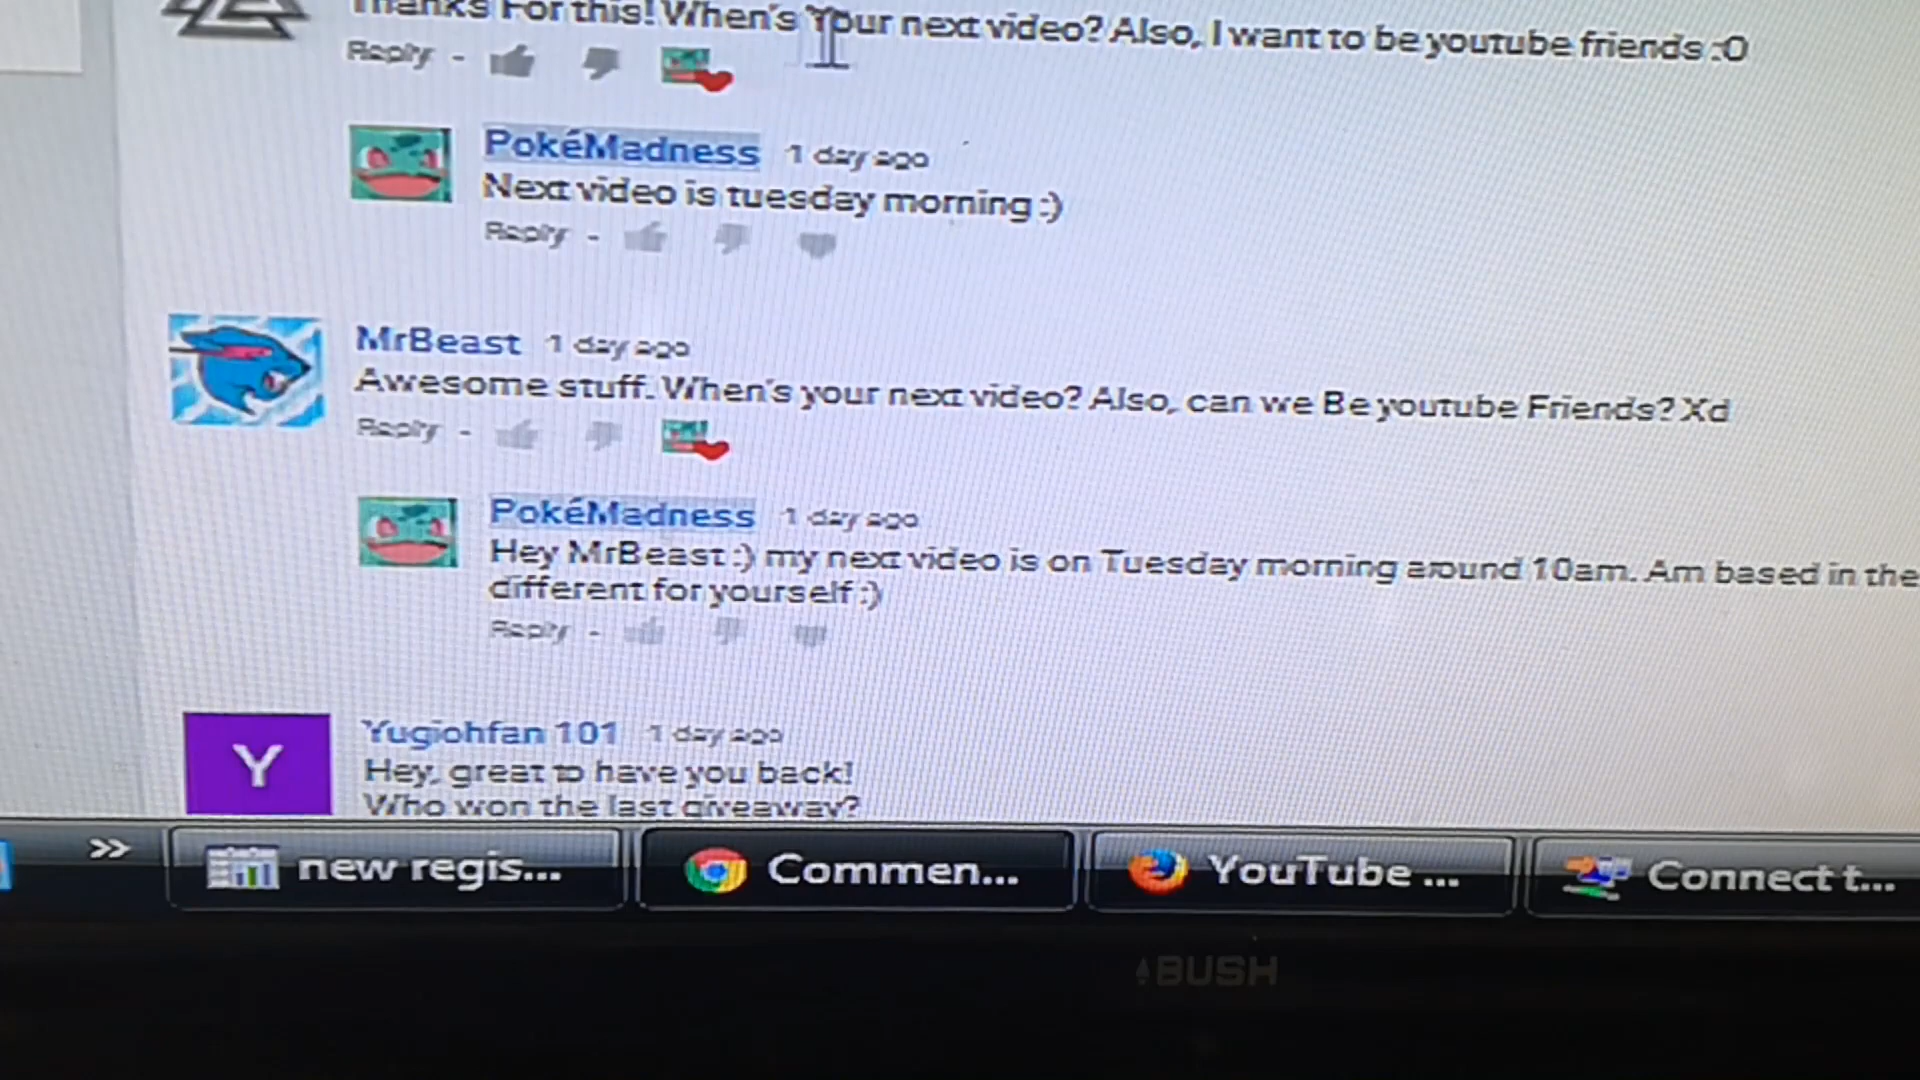 Thanks For this! When's Your next video? Also, I want to be youtube friends :O
Reply -
PokéMadness 1 day ago
Next video is tuesday morning :)
Reply -
MrBeast 1 day ago
Awesome stuff. When's your next video? Also, can we Be youtube Friends? Xd
Reply -
PokéMadness 1 day ago
Hey MrBeast :) my next video is on Tuesday morning around 10am. Am based in the
different for yourself :)
Reply -
Y
Yugiohfan 101 1 day ago
Hey, great to have you back!
Who won the last giveaway?
» new regis... Commen... YouTube ... Connect t...
BUSH